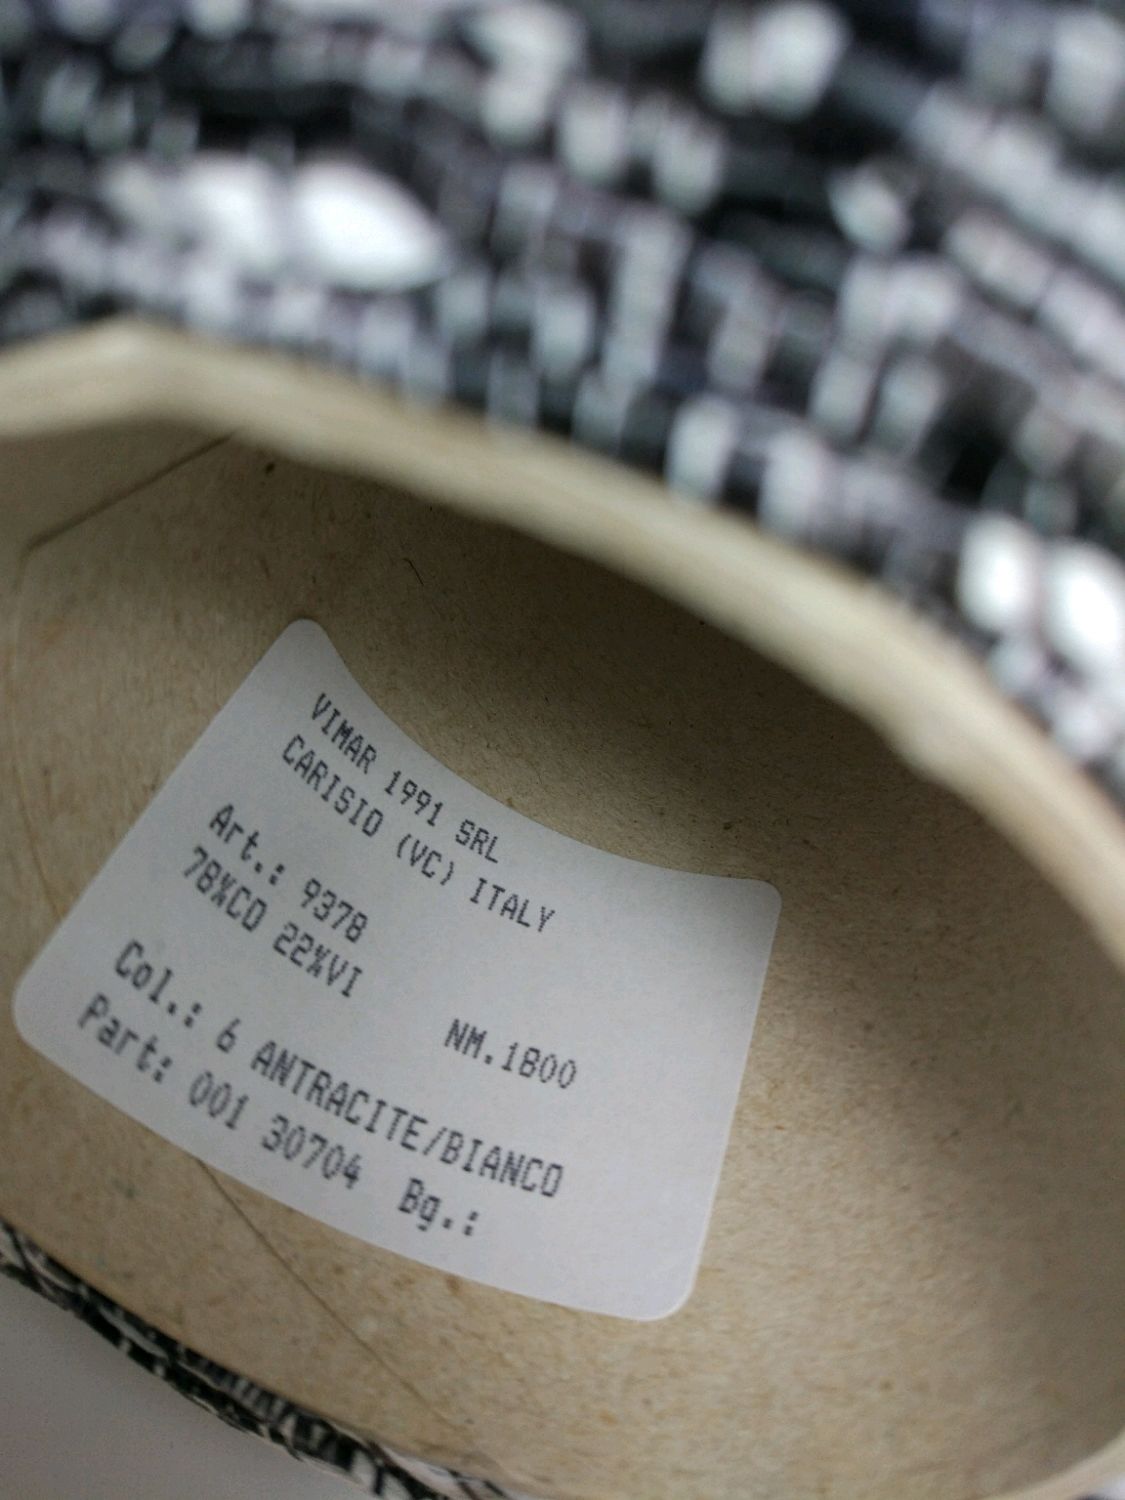 VIMAR 1991 SRL
CARISIO (VC) ITALY
Art.: 9378
78%CO 22%VI
NM.1800
Col.: 6 ANTRACITE/BIANCO
Part: 001 30704 Bg.: